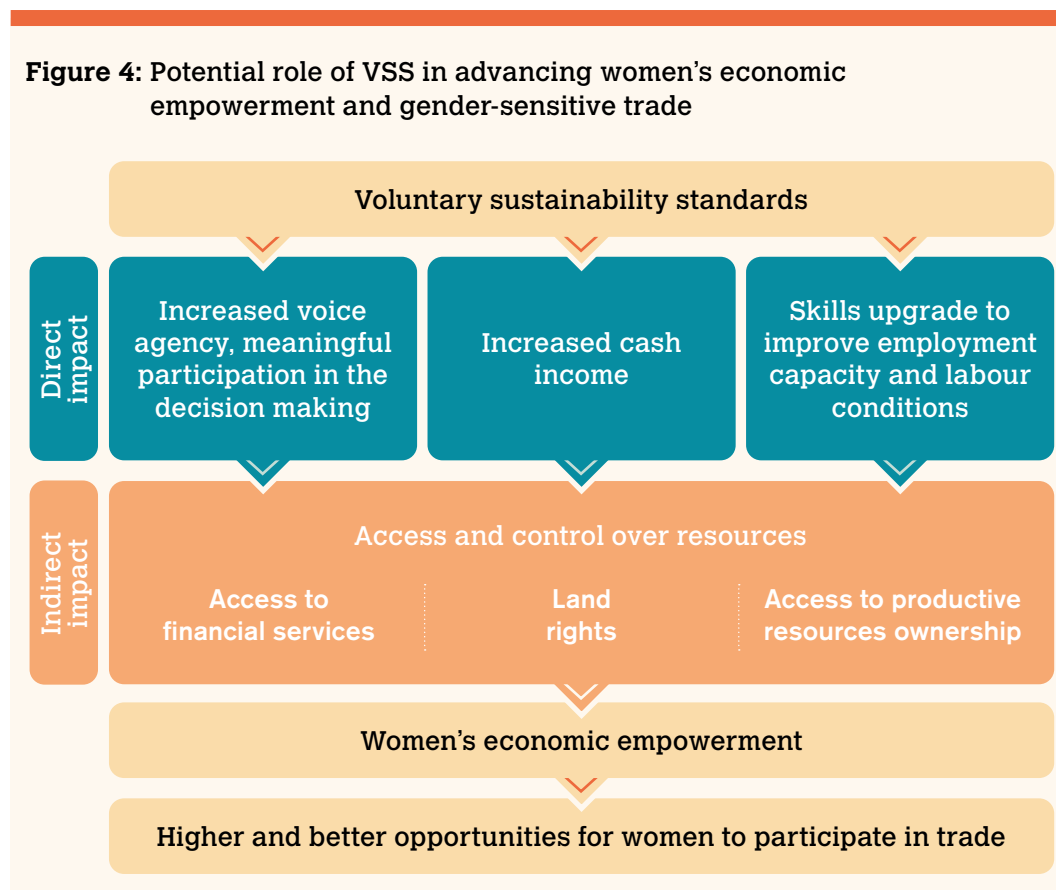 Figure 4: Potential role of VSS in advancing women’s economic
empowerment and gender-sensitive trade
Voluntary sustainability standards
Direct
impact
Increased voice
agency, meaningful
participation in the
decision making
Increased cash
income
Skills upgrade to
improve employment
capacity and labour
conditions
Indirect
impact
Access and control over resources
Access to
financial services
Land
rights
Access to productive
resources ownership
Women’s economic empowerment
Higher and better opportunities for women to participate in trade